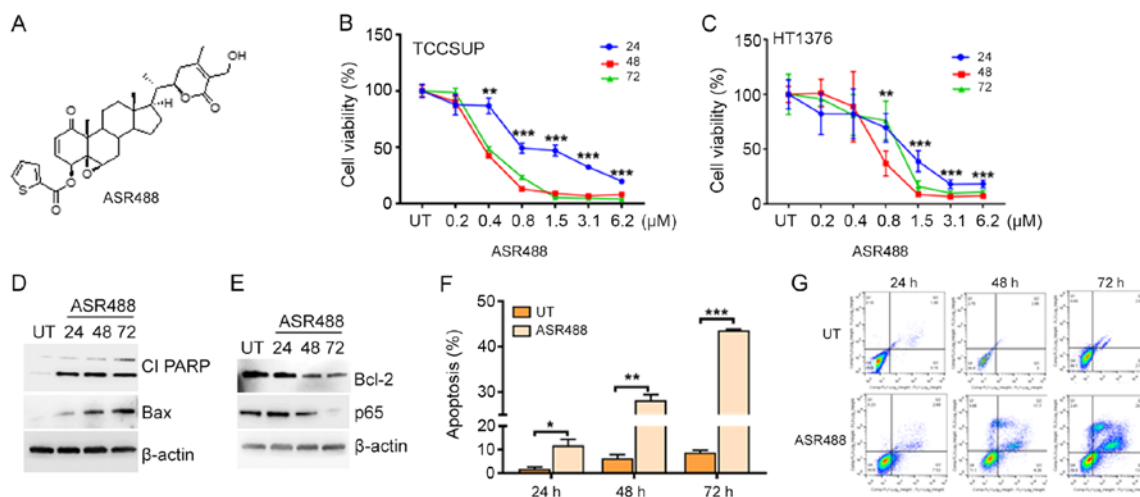 A
OH
O
O
O
H
O
O
O
S
O
ASR488
B
TCCSUP
24
48
72
Cell viability (%)
150
100
50
0
** *** *** *** ***
UT 0.2 0.4 0.8 1.5 3.1 6.2 (μM)
ASR488
C
HT1376
24
48
72
Cell viability (%)
150
100
50
0
** *** *** ***
UT 0.2 0.4 0.8 1.5 3.1 6.2 (μM)
ASR488
D
ASR488
UT 24 48 72
Cl PARP
Bax
β-actin
E
ASR488
UT 24 48 72
Bcl-2
p65
β-actin
F
UT
ASR488
Apoptosis (%)
50
40
30
20
10
0
* ** ***
24 h 48 h 72 h
G
24 h 48 h 72 h
UT
ASR488